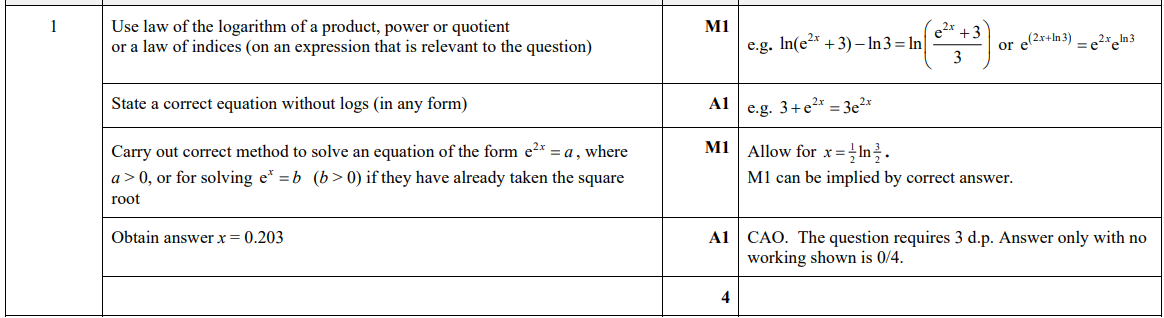 1 Use law of the logarithm of a product, power or quotient
or a law of indices (on an expression that is relevant to the question) M1 e.g. ln(e^{2x} + 3) – ln 3 = ln((e^{2x} + 3)/3) or e^{(2x+ln 3)} = e^{2x}e^{ln 3}
State a correct equation without logs (in any form) A1 e.g. 3 + e^{2x} = 3e^{2x}
Carry out correct method to solve an equation of the form e^{2x} = a, where
a > 0, or for solving e^x = b (b > 0) if they have already taken the square
root M1 Allow for x = ½ ln 3/2.
M1 can be implied by correct answer.
Obtain answer x = 0.203 A1 CAO. The question requires 3 d.p. Answer only with no
working shown is 0/4.
4